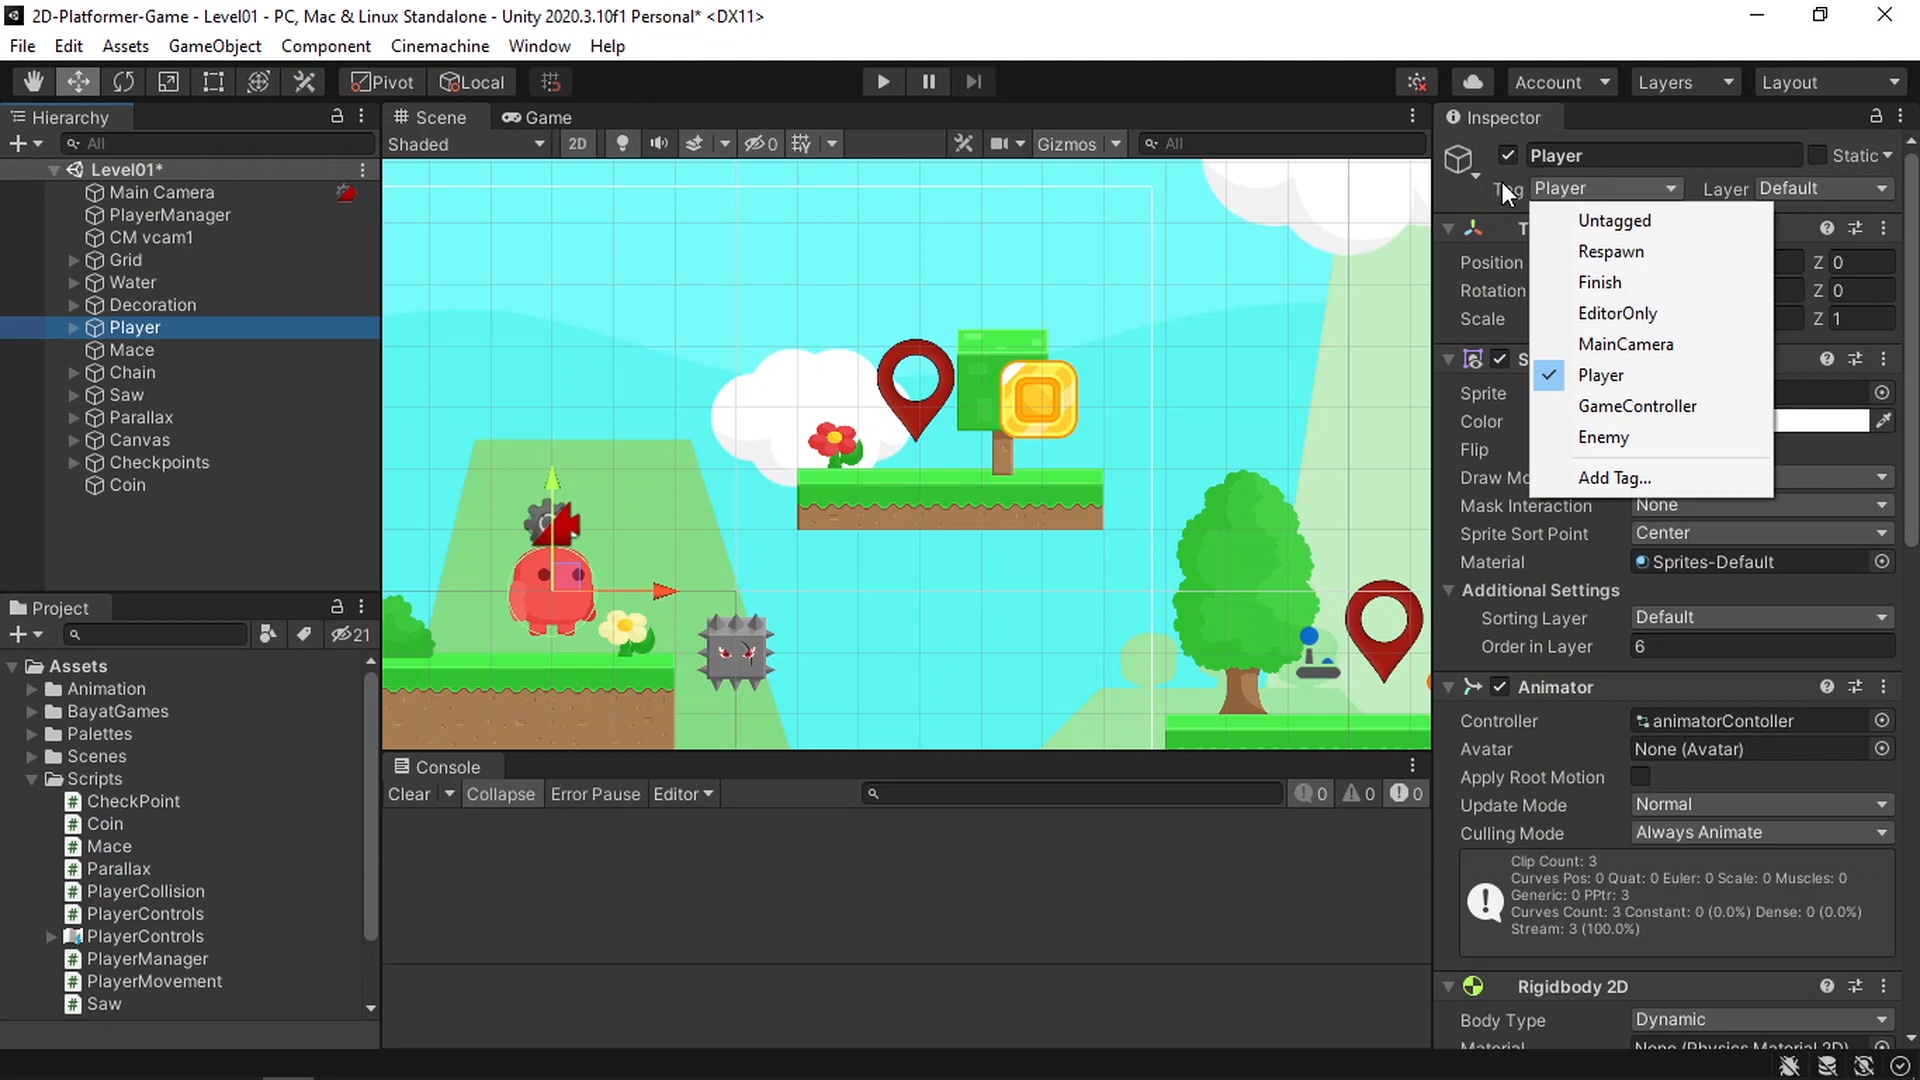 2D-Platformer-Game - Level01 - PC, Mac & Linux Standalone - Unity 2020.3.10f1 Personal* <DX11>
File Edit Assets GameObject Component Cinemachine Window Help
Pivot Local Account Layers Layout
Hierarchy
All
Level01*
Main Camera
PlayerManager
CM vcam1
Grid
Water
Decoration
Player
Mace
Chain
Saw
Parallax
Canvas
Checkpoints
Coin
Project
21
Assets
Animation
BayatGames
Palettes
Scenes
Scripts
CheckPoint
Coin
Mace
Parallax
PlayerCollision
PlayerControls
PlayerControls
PlayerManager
PlayerMovement
Saw
Scene Game
Shaded 2D 0 Gizmos All
Console
Clear Collapse Error Pause Editor 0 0 0
Inspector
Player Static
Player Layer Default
Untagged
Respawn
Finish
EditorOnly
MainCamera
Player
GameController
Enemy
Add Tag...
T
Position Z 0
Rotation Z 0
Scale Z 1
S
Sprite
Color
Flip
Draw Mo
Mask Interaction None
Sprite Sort Point Center
Material Sprites-Default
Additional Settings
Sorting Layer Default
Order in Layer 6
Animator
Controller animatorContoller
Avatar None (Avatar)
Apply Root Motion
Update Mode Normal
Culling Mode Always Animate
Clip Count: 3
Curves Pos: 0 Quat: 0 Euler: 0 Scale: 0 Muscles: 0
Generic: 0 PPtr: 3
Curves Count: 3 Constant: 0 (0.0%) Dense: 0 (0.0%)
Stream: 3 (100.0%)
Rigidbody 2D
Body Type Dynamic
Material None (Physics Material 2D)